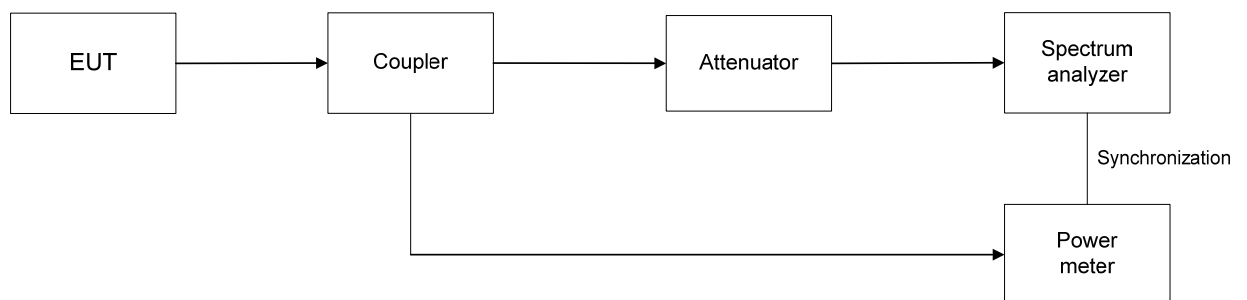 EUT
Coupler
Attenuator
Spectrum
analyzer
Synchronization
Power
meter